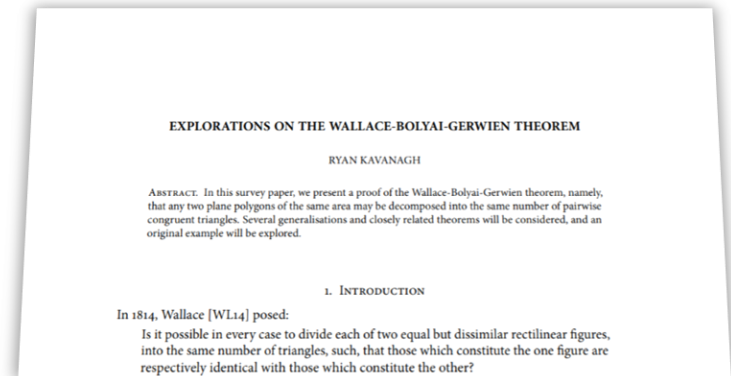 EXPLORATIONS ON THE WALLACE-BOLYAI-GERWIEN THEOREM
RYAN KAVANAGH
Abstract. In this survey paper, we present a proof of the Wallace-Bolyai-Gerwien theorem, namely,
that any two plane polygons of the same area may be decomposed into the same number of pairwise
congruent triangles. Several generalisations and closely related theorems will be considered, and an
original example will be explored.
1. Introduction
In 1814, Wallace [WL14] posed:
Is it possible in every case to divide each of two equal but dissimilar rectilinear figures,
into the same number of triangles, such, that those which constitute the one figure are
respectively identical with those which constitute the other?